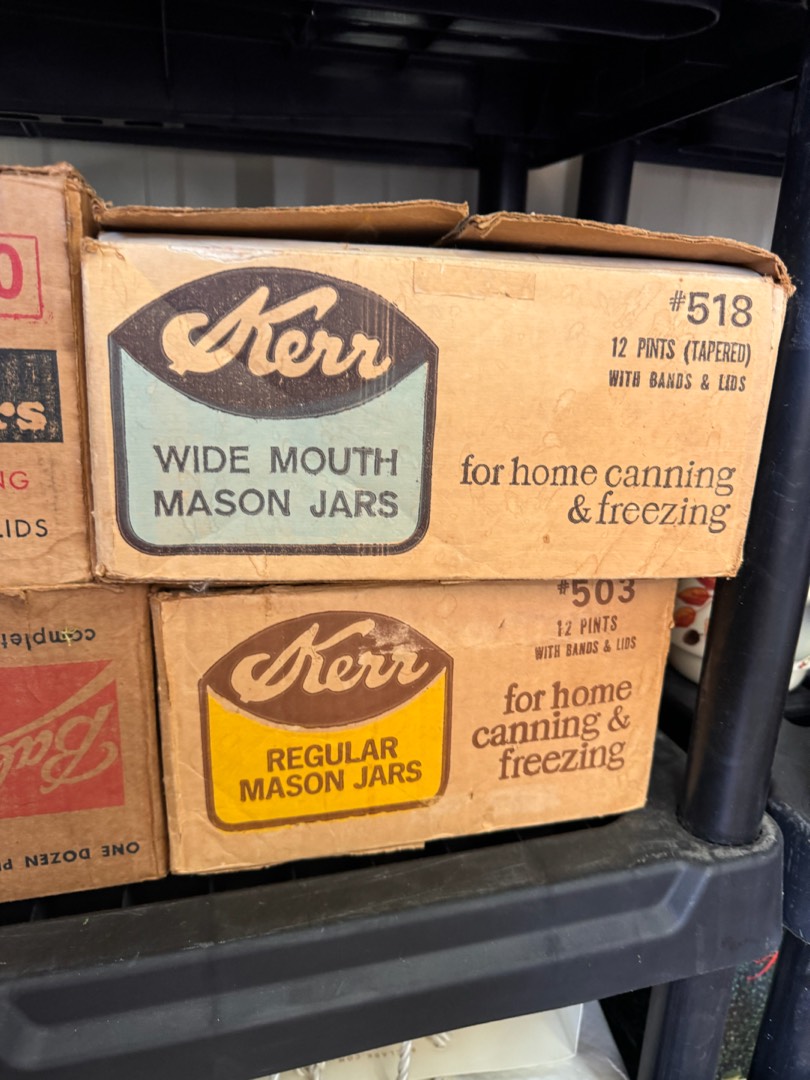 Kerr
WIDE MOUTH
MASON JARS
#518
12 PINTS (TAPERED)
WITH BANDS & LIDS
for home canning
& freezing
Kerr
REGULAR
MASON JARS
#503
12 PINTS
WITH BANDS & LIDS
for home
canning &
freezing
ONE DOZEN